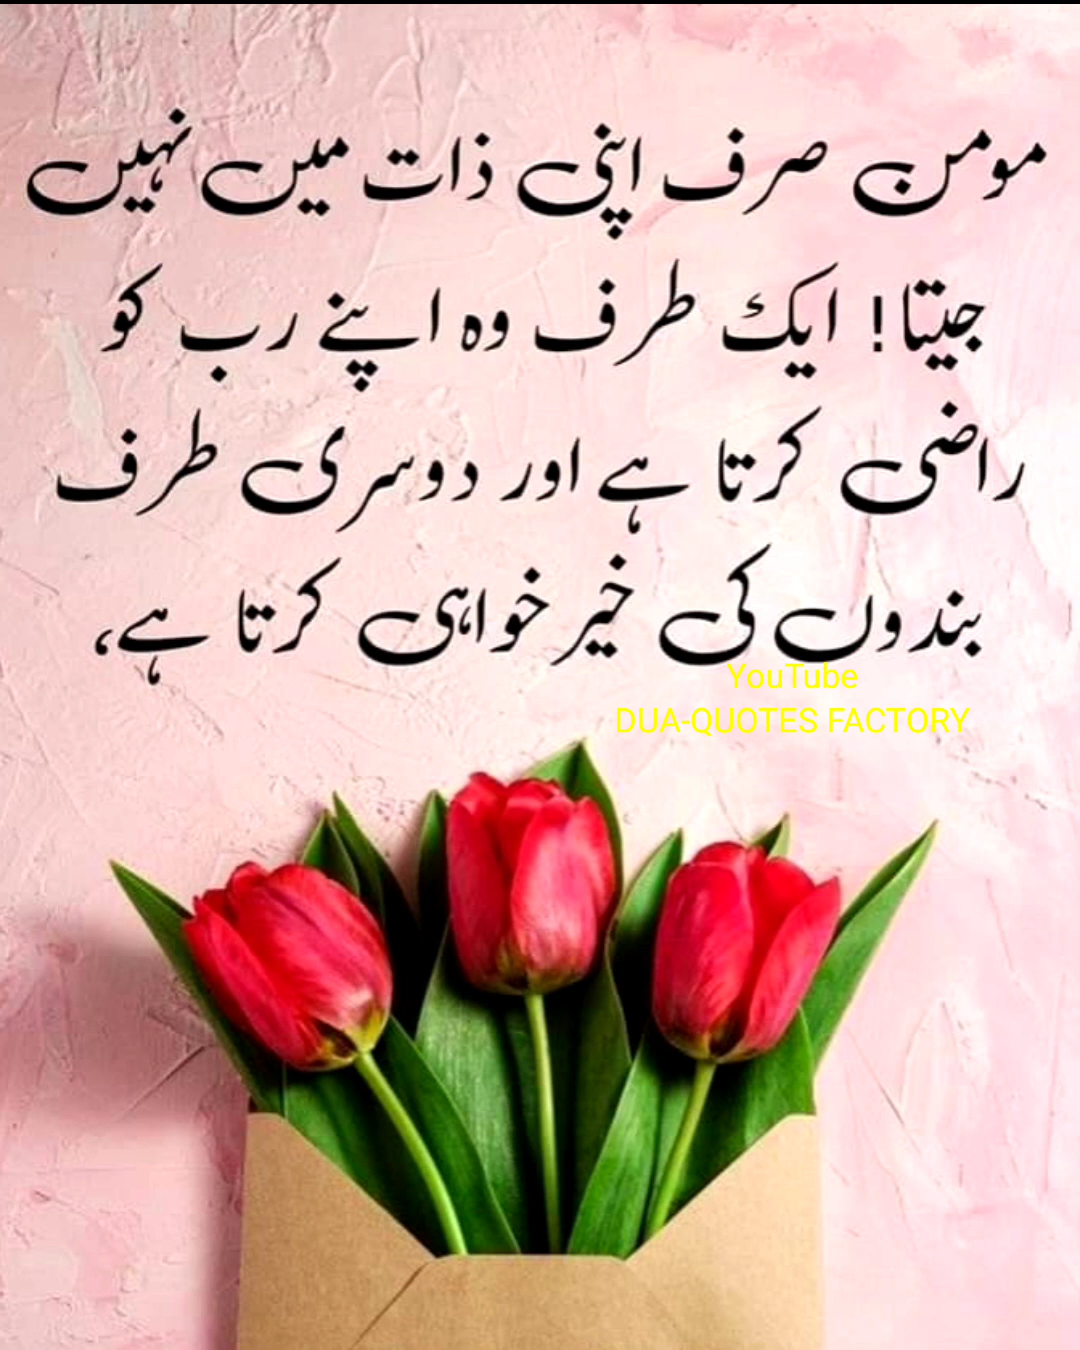 مومن صرف اپنی ذات میں نہیں
جیتا! ایک طرف وہ اپنے رب کو
راضی کرتا ہے اور دوسری طرف
بندوں کی خیر خواہی کرتا ہے،
YouTube
DUA-QUOTES FACTORY